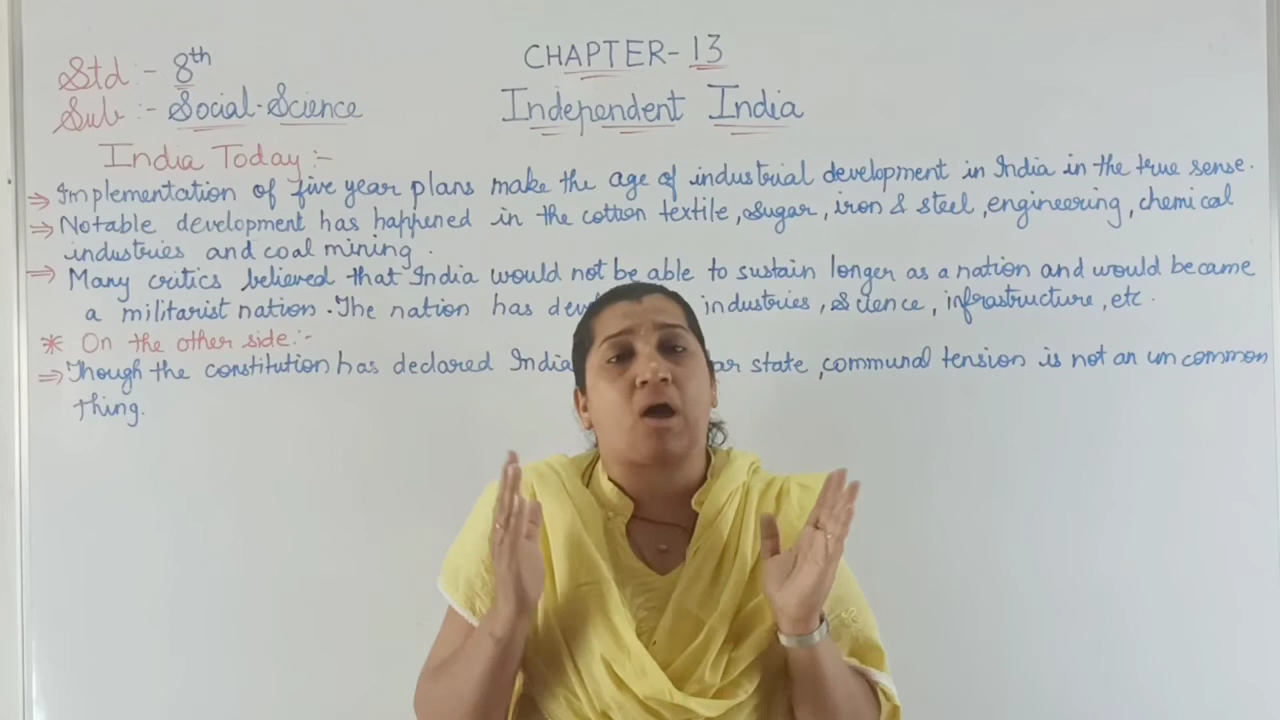 Std :- 8th
Sub :- Social-Science
CHAPTER-13
Independent India
India Today :-
⇒ Implementation of five year plans make the age of industrial development in India in the true sense.
⇒ Notable development has happened in the cotton textile, sugar, iron & steel, engineering, chemical
industries and coal mining.
⇒ Many critics believed that India would not be able to sustain longer as a nation and would became
a militarist nation. The nation has industries, science, infrastructure, etc.
* On the other side :-
⇒ Though the constitution has declared India state, communal tension is not an un common
thing.